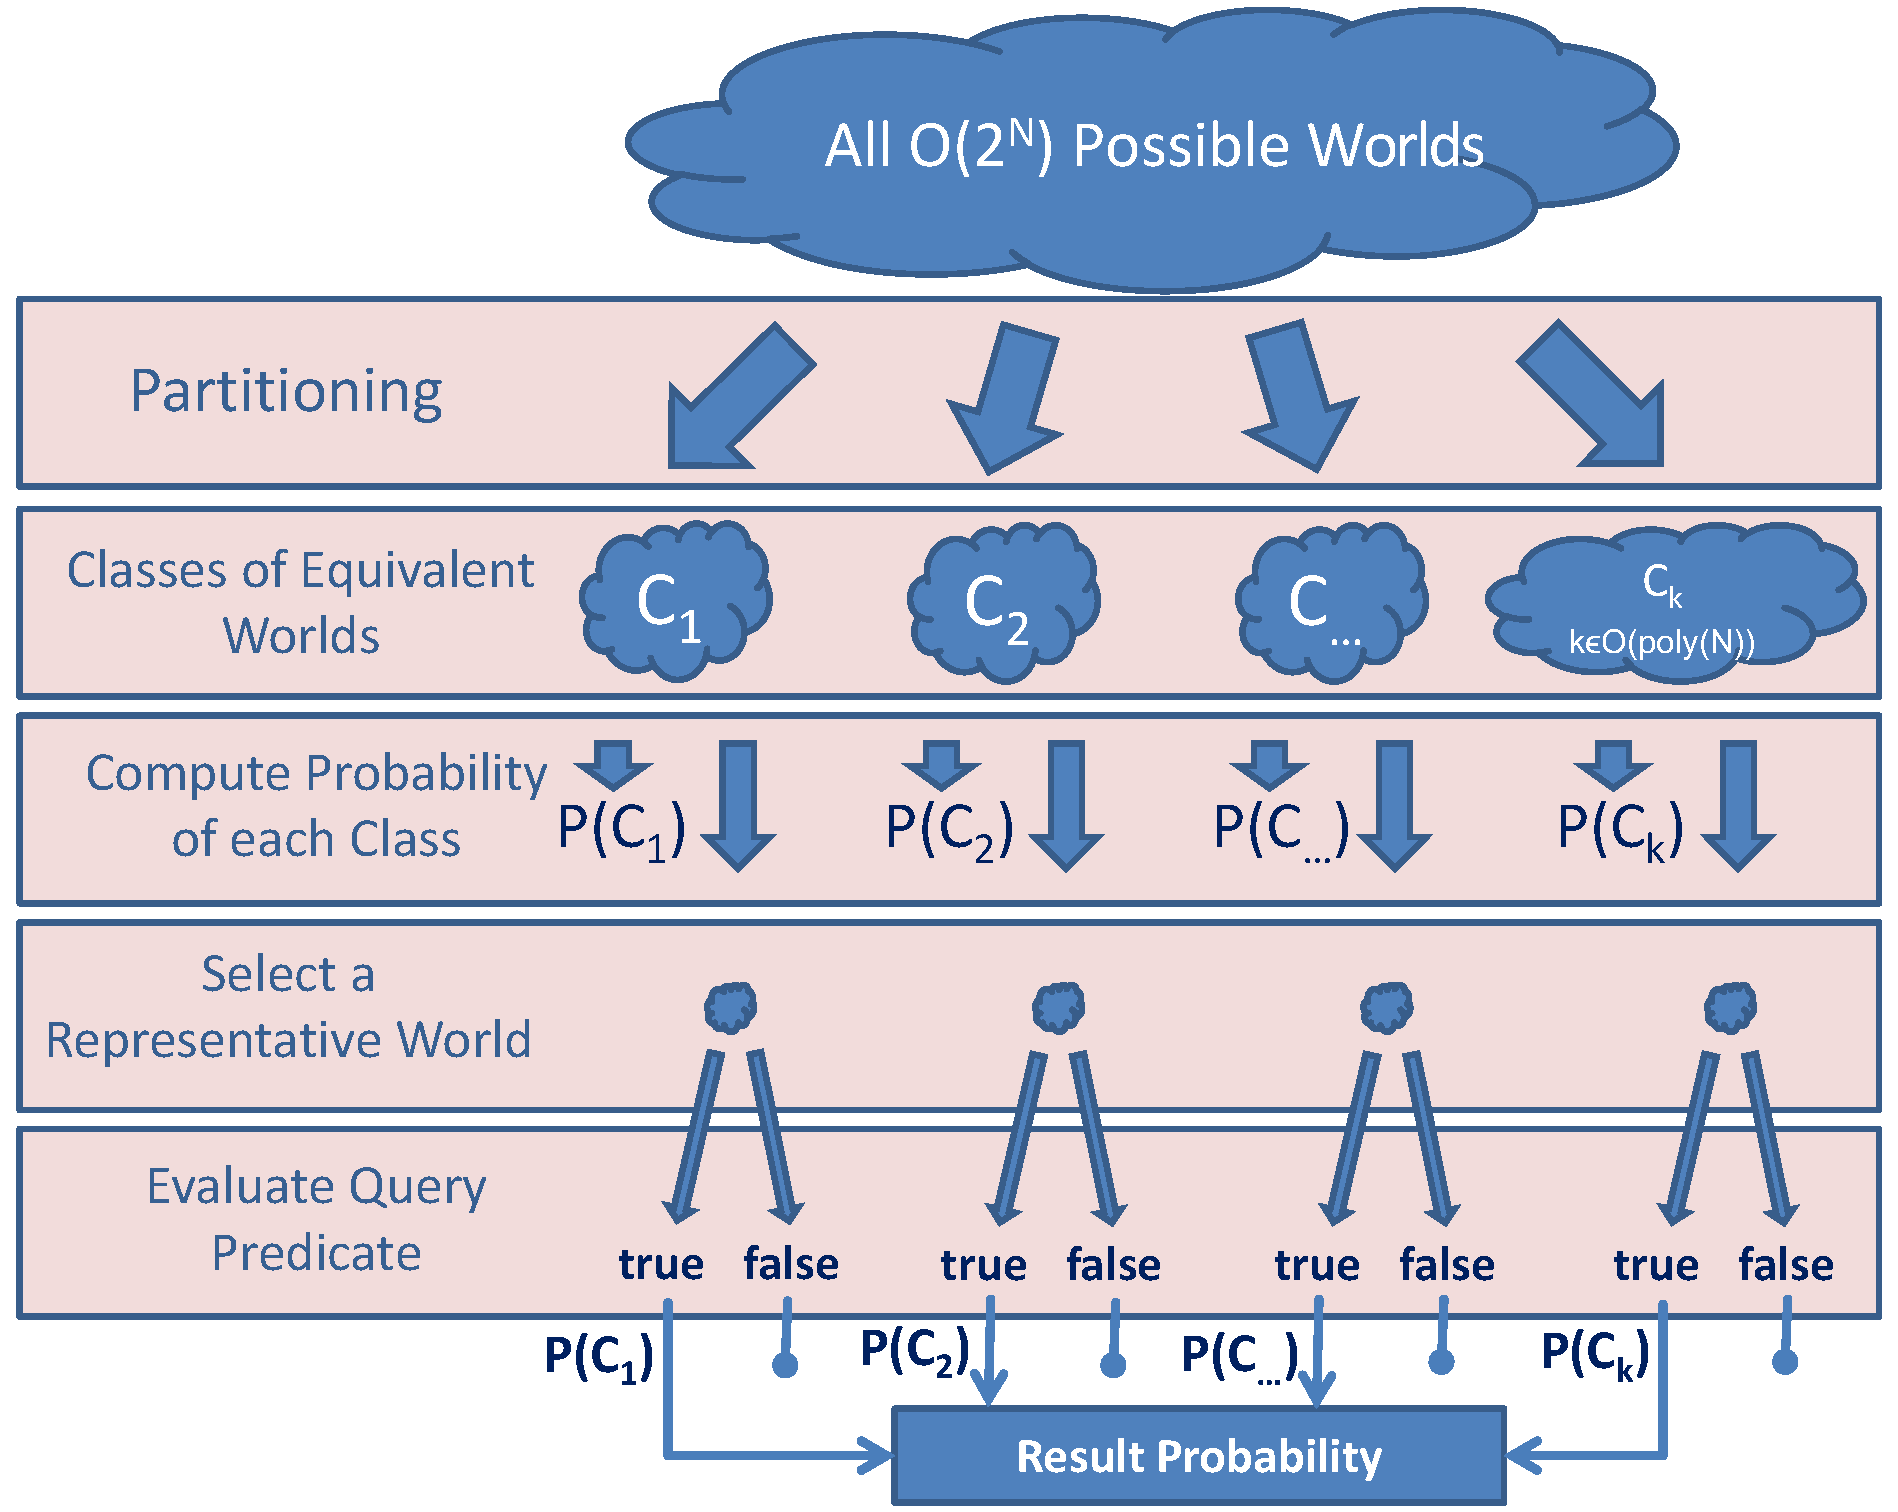 All O(2ᴺ) Possible Worlds
Partitioning
Classes of Equivalent
Worlds
C₁
C₂
C...
Cₖ
kϵO(poly(N))
Compute Probability
of each Class
P(C₁)
P(C₂)
P(C...)
P(Cₖ)
Select a
Representative World
Evaluate Query
Predicate
true false
true false
true false
true false
P(C₁)
P(C₂)
P(C...)
P(Cₖ)
Result Probability